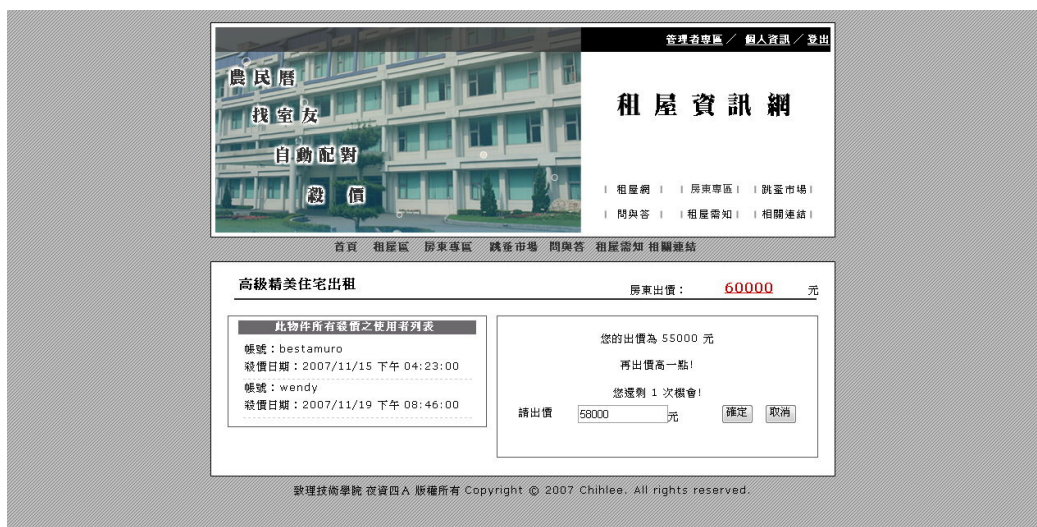 管理者專區／ 個人資訊／登出
農民曆
找室友
自動配對
殺價
租屋資訊網
| 租屋網 | | 房東專區 | | 跳蚤市場 |
| 問與答 | | 租屋需知 | | 相關連結 |
首頁 租屋區 房東專區 跳蚤市場 問與答 租屋需知 相關連結
高級精美住宅出租
房東出價： 60000 元
此物件所有殺價之使用者列表
帳號：bestamuro
殺價日期：2007/11/15 下午 04:23:00
帳號：wendy
殺價日期：2007/11/19 下午 08:46:00
您的出價為 55000 元
再出價高一點!
您還剩 1 次機會!
請出價 58000 元 確定 取消
致理技術學院 夜資四A 版權所有 Copyright © 2007 Chihlee. All rights reserved.